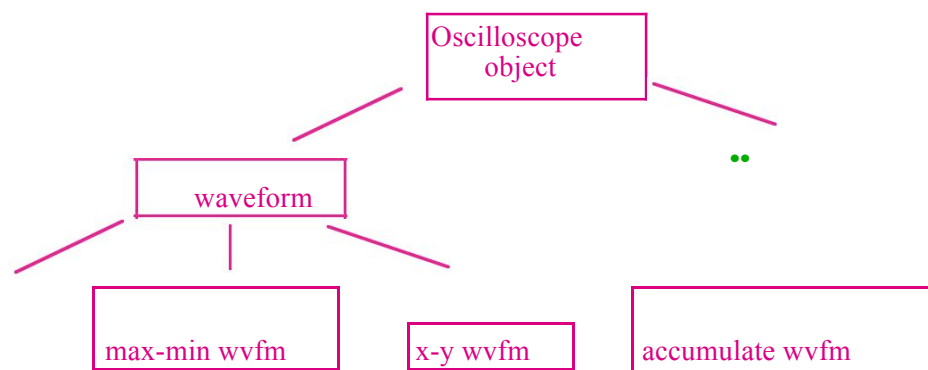 Oscilloscope
object
••
waveform
max-min wvfm
x-y wvfm
accumulate wvfm